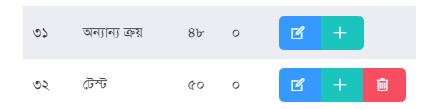 ৩১ অন্যান্য ক্রয় ৪৮ ০
৩২ টেস্ট ৫০ ০